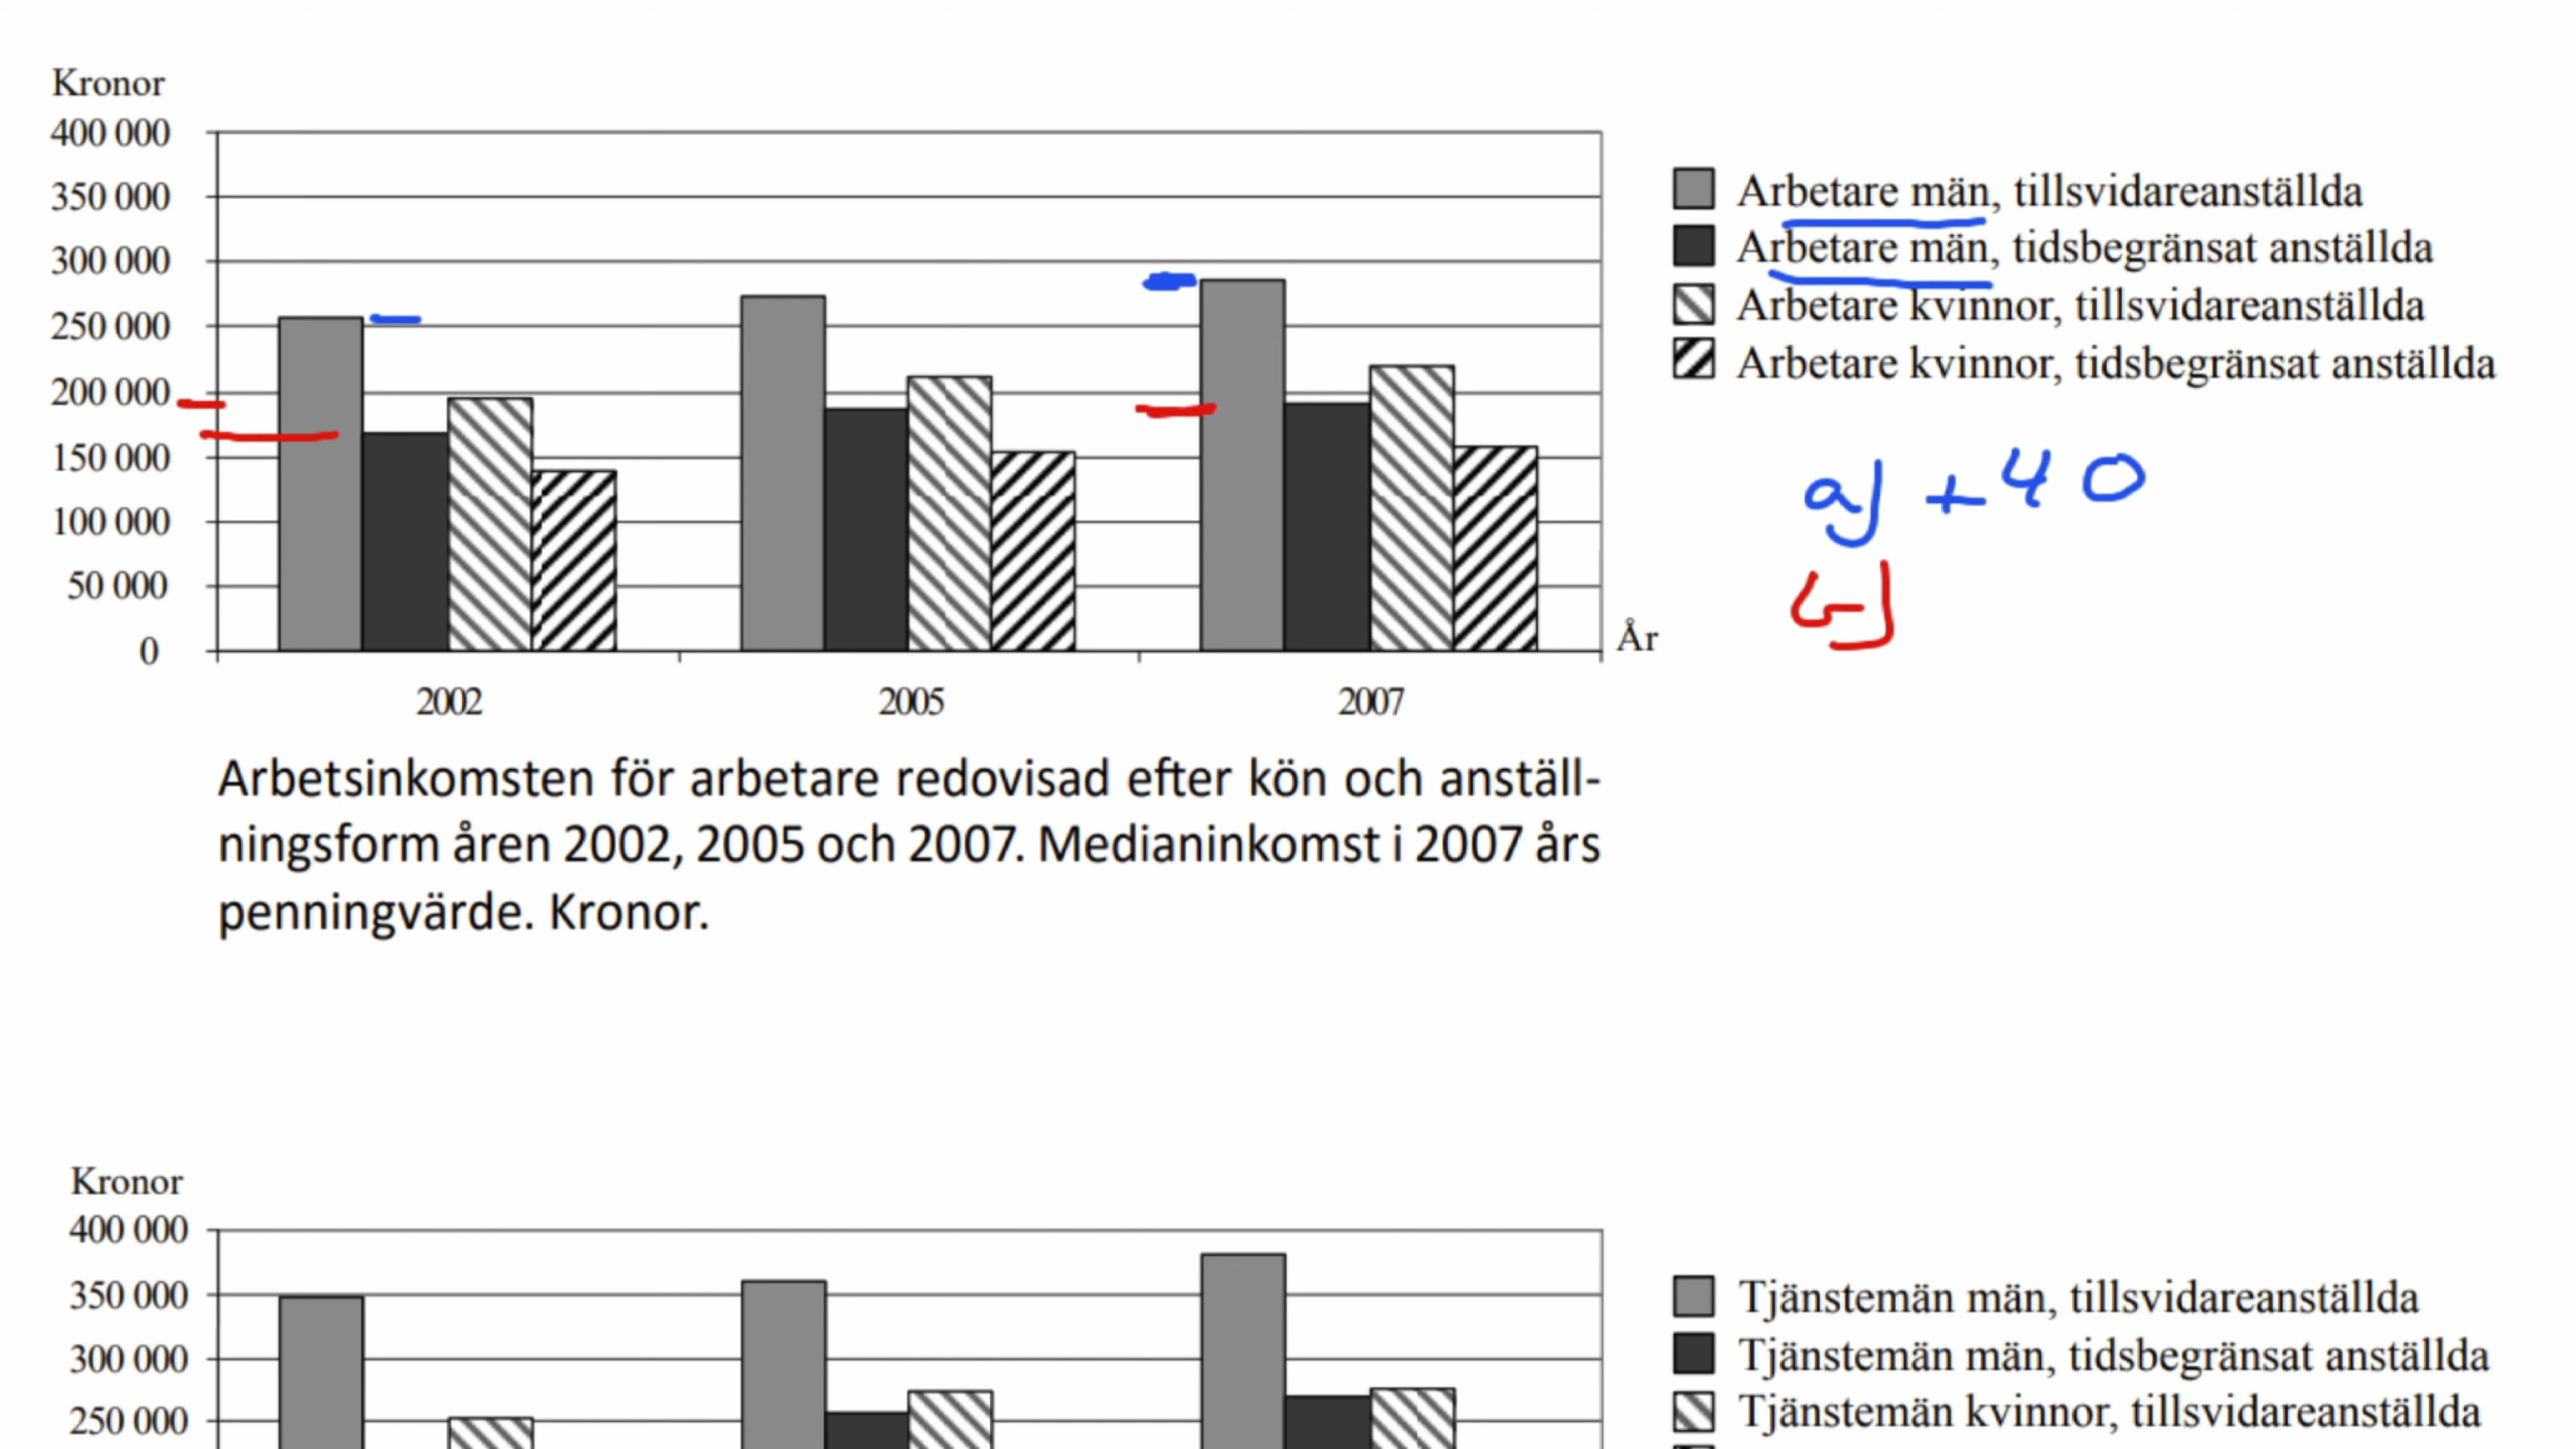 Kronor
400 000
350 000
300 000
250 000
200 000
150 000
100 000
50 000
0
2002
2005
2007
År
Arbetare män, tillsvidareanställda
Arbetare män, tidsbegränsat anställda
Arbetare kvinnor, tillsvidareanställda
Arbetare kvinnor, tidsbegränsat anställda
a) +40
Arbetsinkomsten för arbetare redovisad efter kön och anställ-
ningsform åren 2002, 2005 och 2007. Medianinkomst i 2007 års
penningvärde. Kronor.
Kronor
400 000
350 000
300 000
250 000
Tjänstemän män, tillsvidareanställda
Tjänstemän män, tidsbegränsat anställda
Tjänstemän kvinnor, tillsvidareanställda